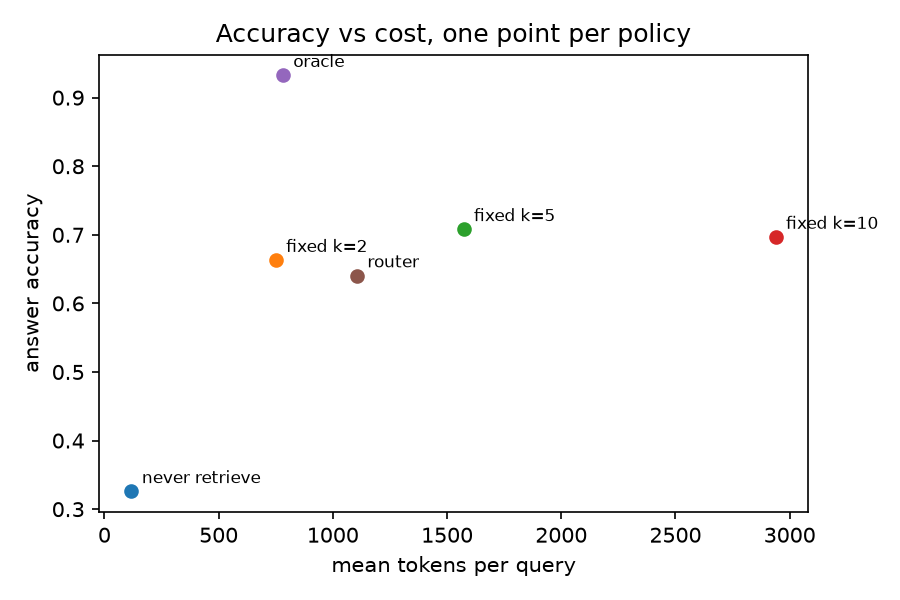 Accuracy vs cost, one point per policy
oracle
0.9
0.8
fixed k=5
fixed k=10
0.7
fixed k=2
router
0.6
0.5
0.4
never retrieve
0.3
answer accuracy
0
500
1000
1500
2000
2500
3000
mean tokens per query